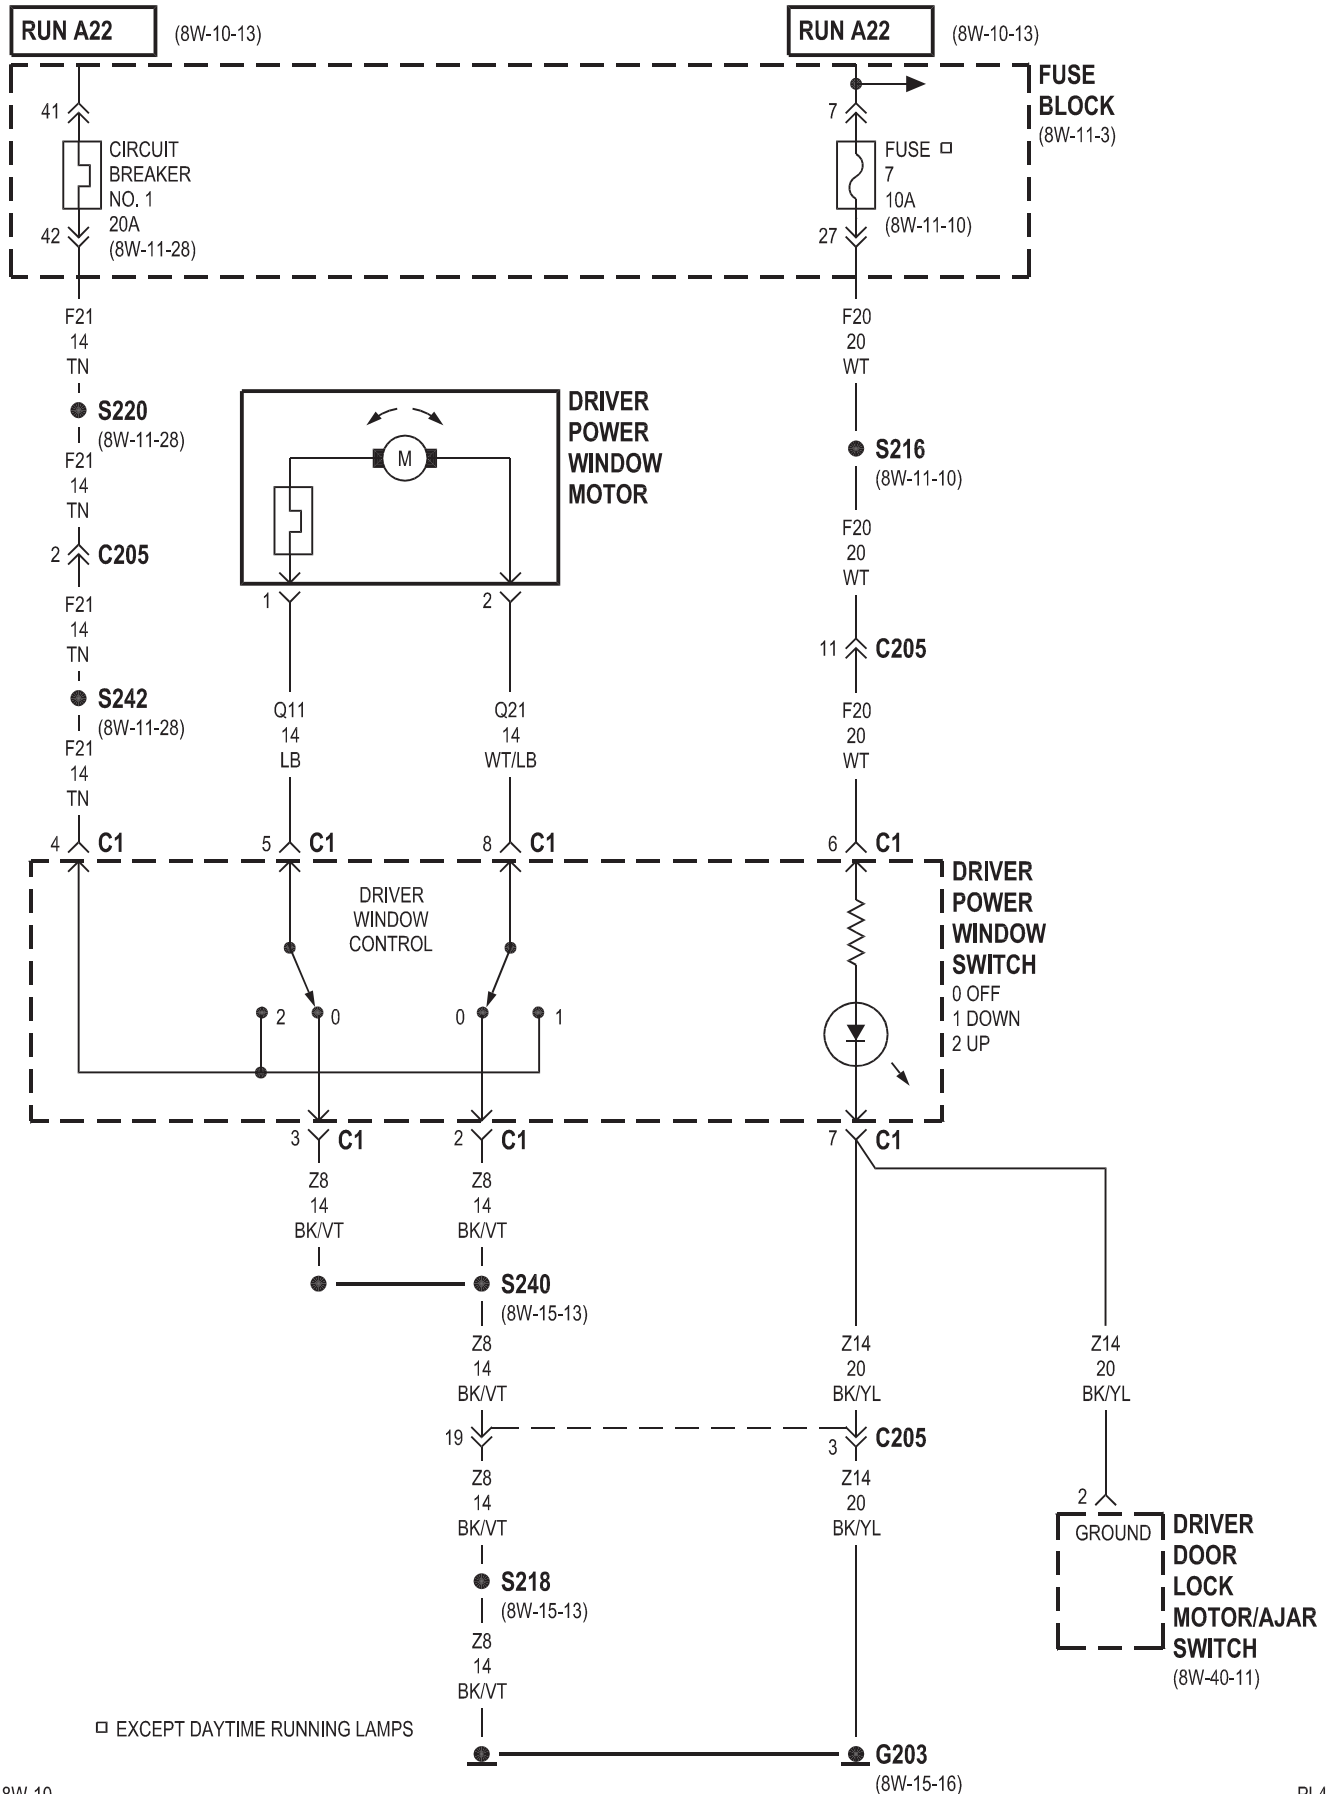 RUN A22
(8W-10-13)
RUN A22
(8W-10-13)
FUSE
BLOCK
(8W-11-3)
41
CIRCUIT
BREAKER
NO. 1
20A
(8W-11-28)
42
7
FUSE
7
10A
(8W-11-10)
27
F21
14
TN
S220
(8W-11-28)
F21
14
TN
2
C205
F21
14
TN
S242
(8W-11-28)
F21
14
TN
4
C1
M
DRIVER
POWER
WINDOW
MOTOR
1
2
Q11
14
LB
Q21
14
WT/LB
5
C1
8
C1
F20
20
WT
S216
(8W-11-10)
F20
20
WT
11
C205
F20
20
WT
6
C1
DRIVER
WINDOW
CONTROL
2
0
0
1
DRIVER
POWER
WINDOW
SWITCH
0 OFF
1 DOWN
2 UP
3
C1
2
C1
7
C1
Z8
14
BK/VT
Z8
14
BK/VT
S240
(8W-15-13)
Z8
14
BK/VT
Z14
20
BK/YL
Z14
20
BK/YL
19
3
C205
Z8
14
BK/VT
Z14
20
BK/YL
2
GROUND
DRIVER
DOOR
LOCK
MOTOR/AJAR
SWITCH
(8W-40-11)
S218
(8W-15-13)
Z8
14
BK/VT
EXCEPT DAYTIME RUNNING LAMPS
G203
(8W-15-16)